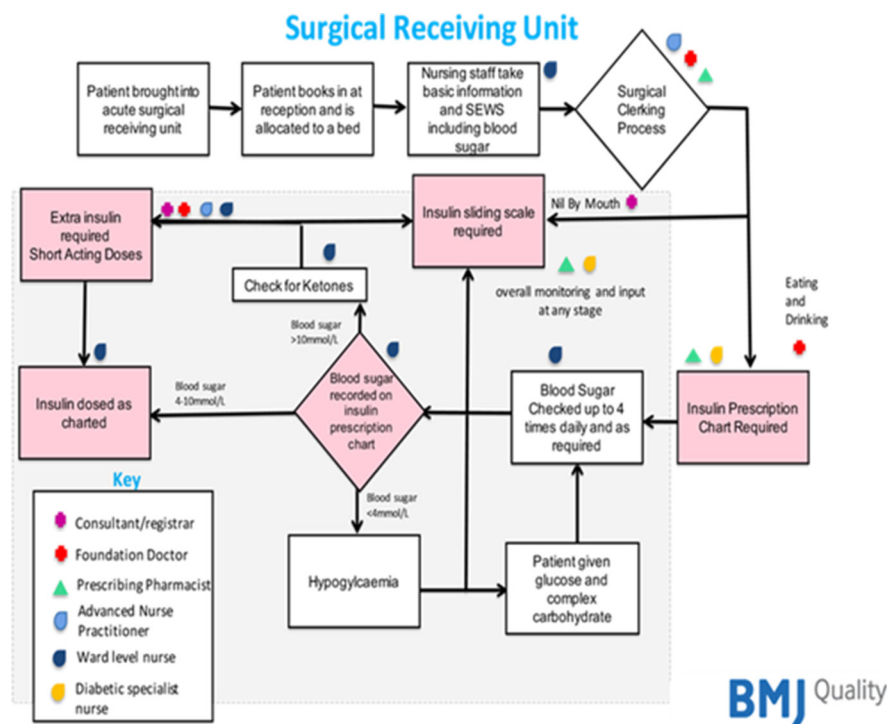 Surgical Receiving Unit
Patient brought into
acute surgical
receiving unit
Patient books in at
reception and is
allocated to a bed
Nursing staff take
basic information
and SEWS
including blood
sugar
Surgical
Clerking
Process
Extra insulin
required
Short Acting Doses
Insulin sliding scale
required
Nil By Mouth
Check for Ketones
overall monitoring and input
at any stage
Eating
and
Drinking
Blood sugar
>10mmol/L
Insulin dosed as
charted
Blood sugar
4-10mmol/L
Blood sugar
recorded on
insulin
prescription
chart
Blood Sugar
Checked up to 4
times daily and as
required
Insulin Prescription
Chart Required
Blood sugar
<4mmol/L
Hypogylcaemia
Patient given
glucose and
complex
carbohydrate
Key
Consultant/registrar
Foundation Doctor
Prescribing Pharmacist
Advanced Nurse
Practitioner
Ward level nurse
Diabetic specialist
nurse
BMJ Quality